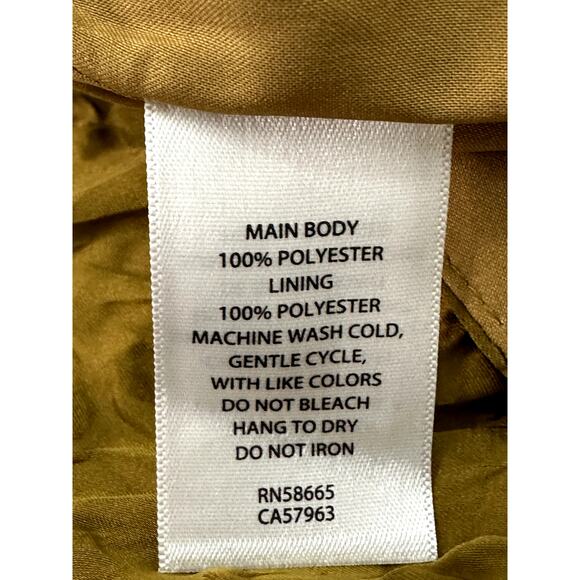 MAIN BODY
100% POLYESTER
LINING
100% POLYESTER
MACHINE WASH COLD,
GENTLE CYCLE,
WITH LIKE COLORS
DO NOT BLEACH
HANG TO DRY
DO NOT IRON
RN58665
CA57963